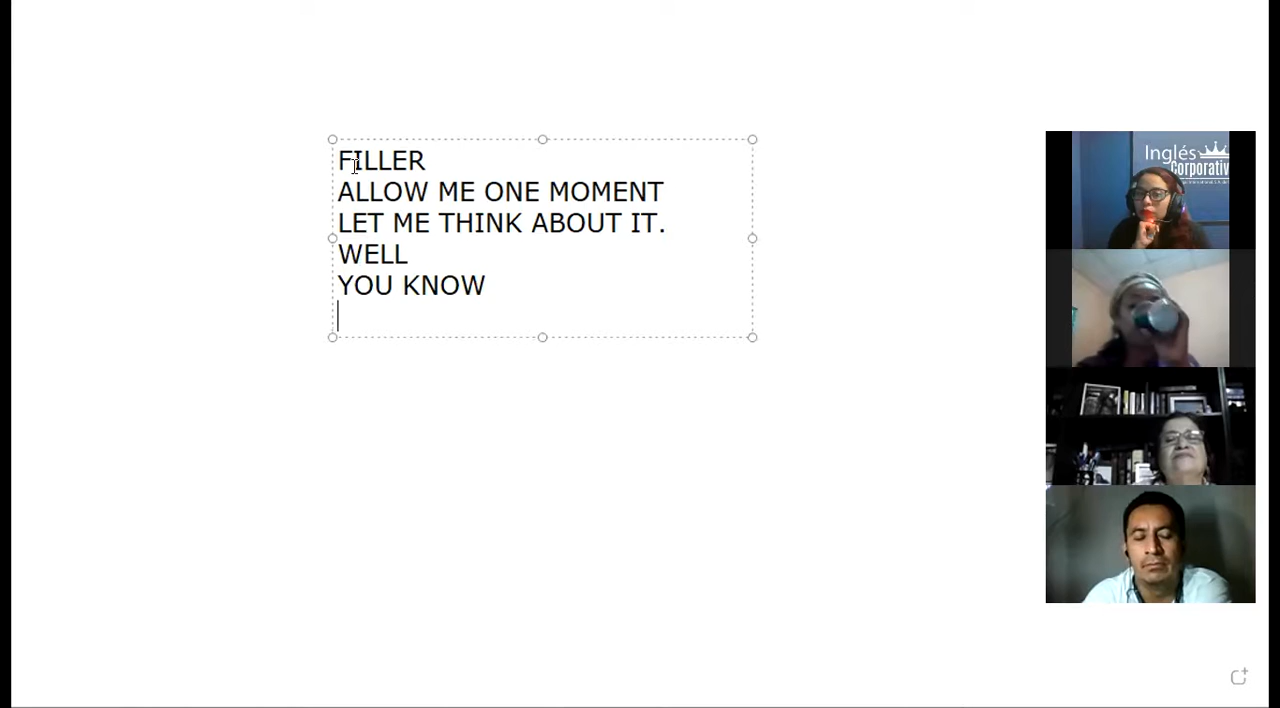 FILLER
ALLOW ME ONE MOMENT
LET ME THINK ABOUT IT.
WELL
YOU KNOW
Inglés
Corporativ